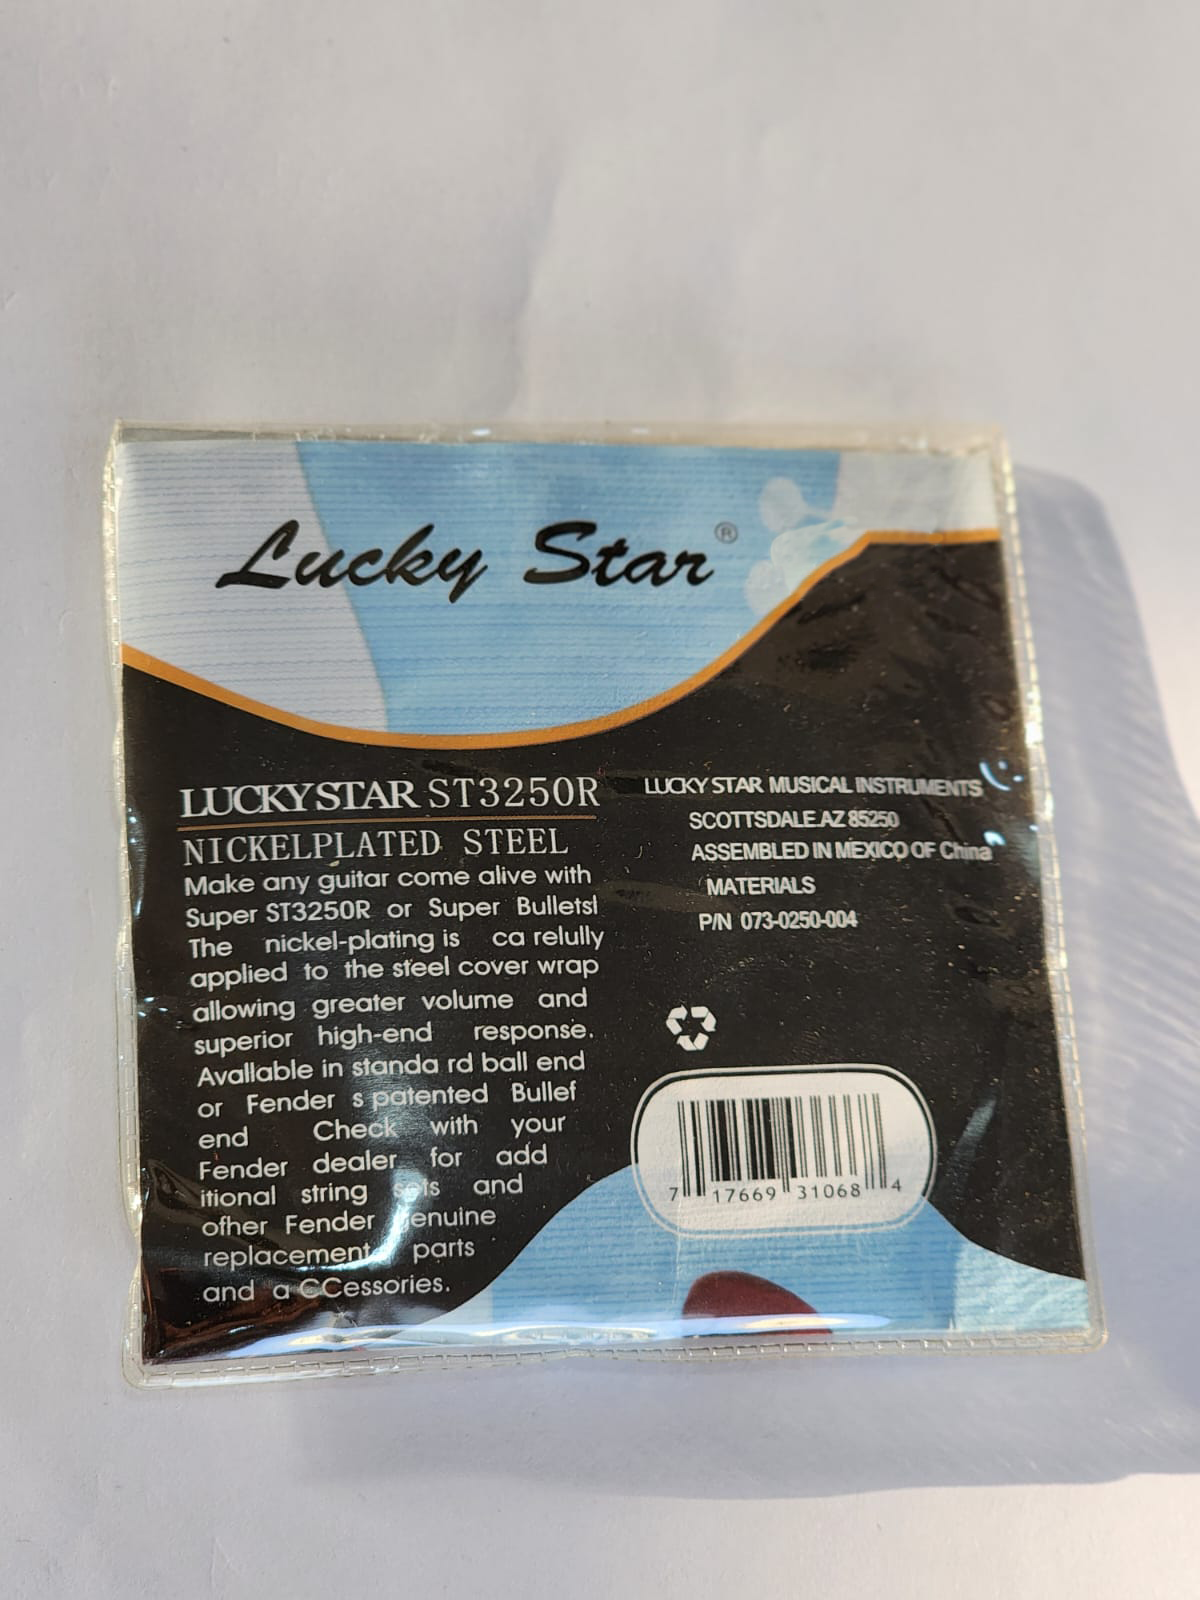 Lucky Star ®
LUCKYSTAR ST3250R
NICKELPLATED STEEL
Make any guitar come alive with
Super ST3250R or Super Bullets!
The nickel-plating is ca relully
applied to the steel cover wrap
allowing greater volume and
superior high-end response.
Avallable in standa rd ball end
or Fender s patented Bullef
end Check with your
Fender dealer for add
itional string sets and
ofher Fender enuine
replacement parts
and a CCessories.
LUCKY STAR MUSICAL INSTRUMENTS
SCOTTSDALE.AZ 85250
ASSEMBLED IN MEXICO OF China
MATERIALS
P/N 073-0250-004
7 17669 31068 4